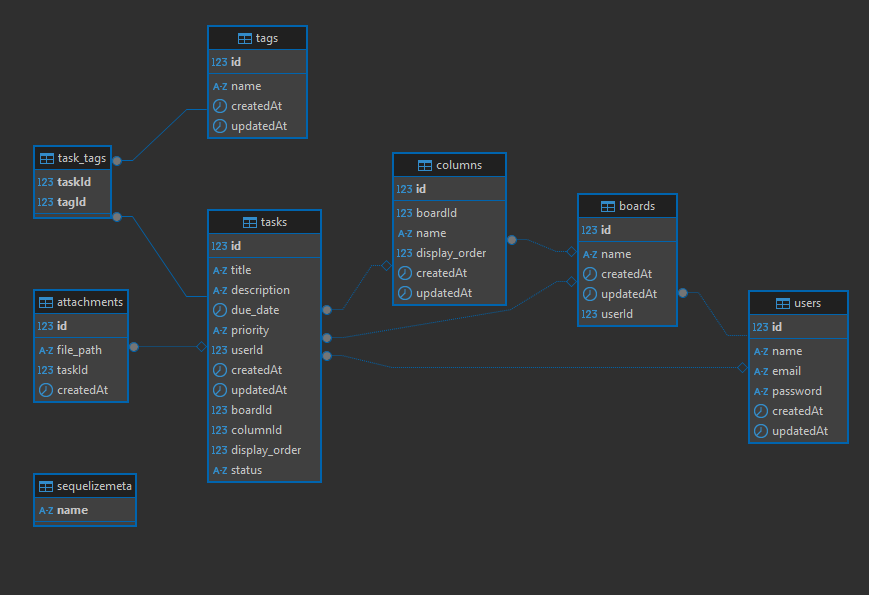 tags
123 id
A-Z name
createdAt
updatedAt
task_tags
123 taskId
123 tagId
tasks
123 id
A-Z title
A-Z description
due_date
A-Z priority
123 userId
createdAt
updatedAt
123 boardId
123 columnId
123 display_order
A-Z status
attachments
123 id
A-Z file_path
123 taskId
createdAt
sequelizemeta
A-Z name
columns
123 id
123 boardId
A-Z name
123 display_order
createdAt
updatedAt
boards
123 id
A-Z name
createdAt
updatedAt
123 userId
users
123 id
A-Z name
A-Z email
A-Z password
createdAt
updatedAt